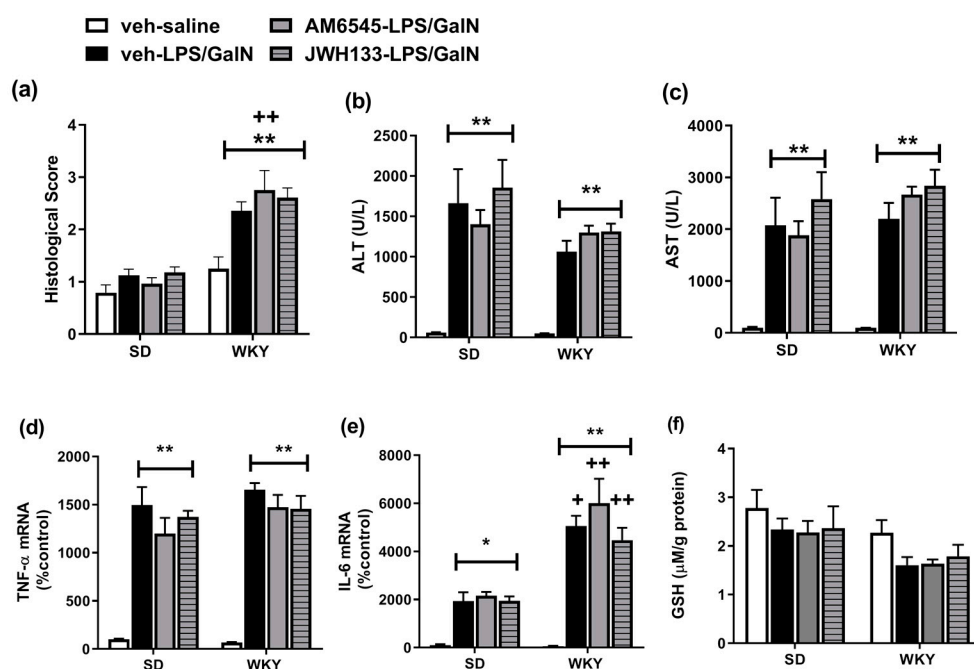 veh-saline
AM6545-LPS/GalN
veh-LPS/GalN
JWH133-LPS/GalN
(a)
Histological Score
4
3
2
1
0
++
**
SD
WKY
(b)
ALT (U/L)
2500
2000
1500
1000
500
0
**
**
SD
WKY
(c)
AST (U/L)
4000
3000
2000
1000
0
**
**
SD
WKY
(d)
TNF-α mRNA
(%control)
2000
1500
1000
500
0
**
**
SD
WKY
(e)
IL-6 mRNA
(%control)
8000
6000
4000
2000
0
*
**
++
+
++
SD
WKY
(f)
GSH (μM/g protein)
4
3
2
1
0
SD
WKY